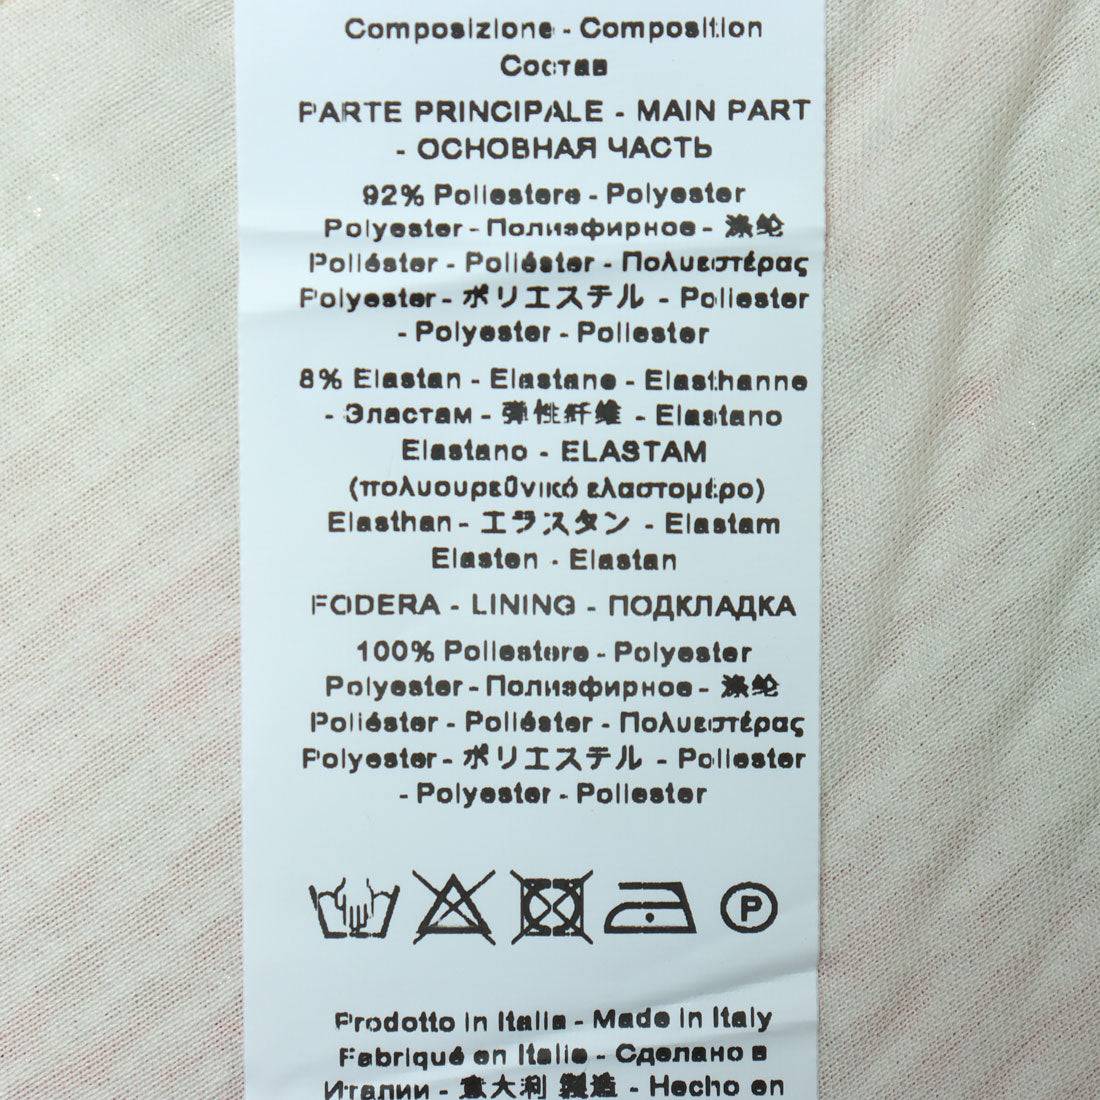 Composizione - Composition
Состав
PARTE PRINCIPALE - MAIN PART
- ОСНОВНАЯ ЧАСТЬ
92% Poliestere - Polyester
Polyester - Полиэфирное - 涤纶
Poliéster - Poliéster - Πολυεστέρας
Polyester - ポリエステル - Poliester
- Polyester - Poliester
8% Elastan - Elastane - Elasthanne
- Эластам - 弹性纤维 - Elastano
Elastano - ELASTAM
(πολυουρεθνικό ελαστομέρο)
Elasthan - エラスタン - Elastam
Elasten - Elastan
FODERA - LINING - ПОДКЛАДКА
100% Poliestere - Polyester
Polyester - Полиэфирное - 涤纶
Poliéster - Poliéster - Πολυεστέρας
Polyester - ポリエステル - Poliester
- Polyester - Poliester
P
Prodotto in Italia - Made in Italy
Fabriqué en Italie - Сделано в
Италии - 意大利 製造 - Hecho en